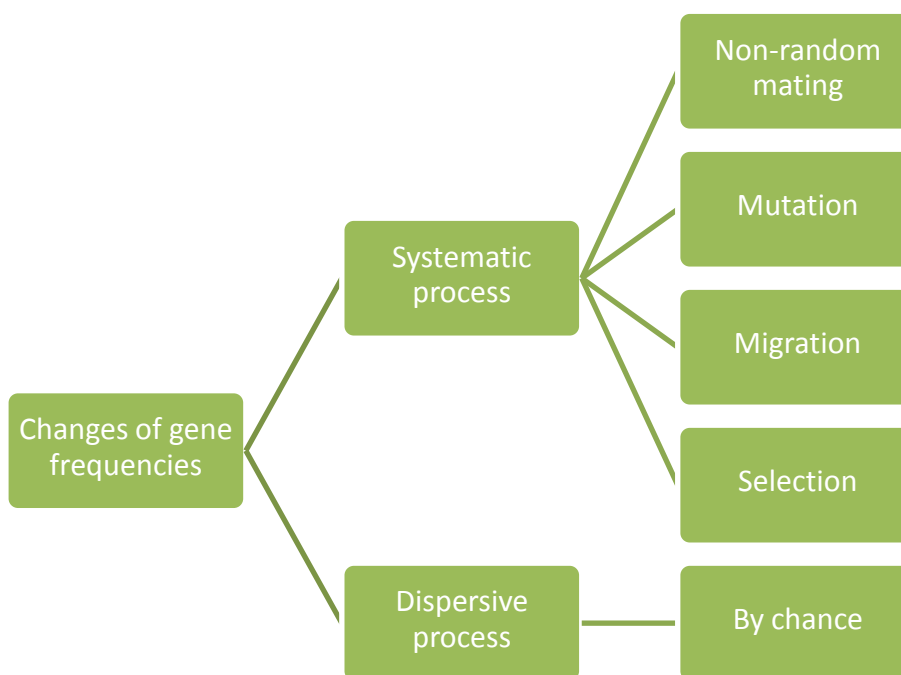 Non-random
mating
Mutation
Systematic
process
Migration
Changes of gene
frequencies
Selection
Dispersive
process
By chance